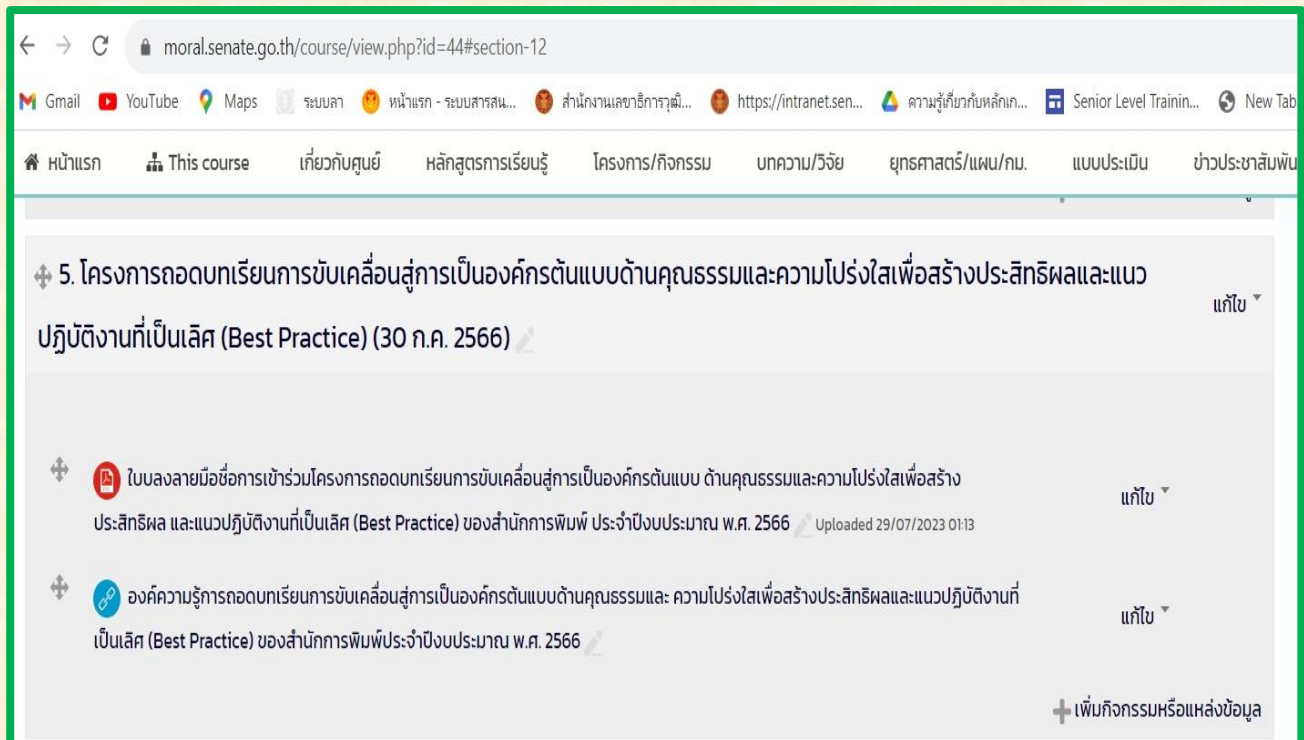 moral.senate.go.th/course/view.php?id=44#section-12
Gmail YouTube Maps ระบบลา หน้าแรก - ระบบสารสน... สำนักงานเลขาธิการวุฒิ... https://intranet.sen... ความรู้เกี่ยวกับหลักเก... Senior Level Trainin... New Tab
หน้าแรก This course เกี่ยวกับศูนย์ หลักสูตรการเรียนรู้ โครงการ/กิจกรรม บทความ/วิจัย ยุทธศาสตร์/แผน/กม. แบบประเมิน ข่าวประชาสัมพัน
5. โครงการถอดบทเรียนการขับเคลื่อนสู่การเป็นองค์กรต้นแบบด้านคุณธรรมและความโปร่งใสเพื่อสร้างประสิทธิผลและแนว
แก้ไข
ปฏิบัติงานที่เป็นเลิศ (Best Practice) (30 ก.ค. 2566)
ใบบลงลายมือชื่อการเข้าร่วมโครงการถอดบทเรียนการขับเคลื่อนสู่การเป็นองค์กรต้นแบบ ด้านคุณธรรมและความโปร่งใสเพื่อสร้าง
แก้ไข
ประสิทธิผล และแนวปฏิบัติงานที่เป็นเลิศ (Best Practice) ของสำนักการพิมพ์ ประจำปีงบประมาณ พ.ศ. 2566 Uploaded 29/07/2023 01:13
องค์ความรู้การถอดบทเรียนการขับเคลื่อนสู่การเป็นองค์กรต้นแบบด้านคุณธรรมและ ความโปร่งใสเพื่อสร้างประสิทธิผลและแนวปฏิบัติงานที่
แก้ไข
เป็นเลิศ (Best Practice) ของสำนักการพิมพ์ประจำปีงบประมาณ พ.ศ. 2566
เพิ่มกิจกรรมหรือแหล่งข้อมูล